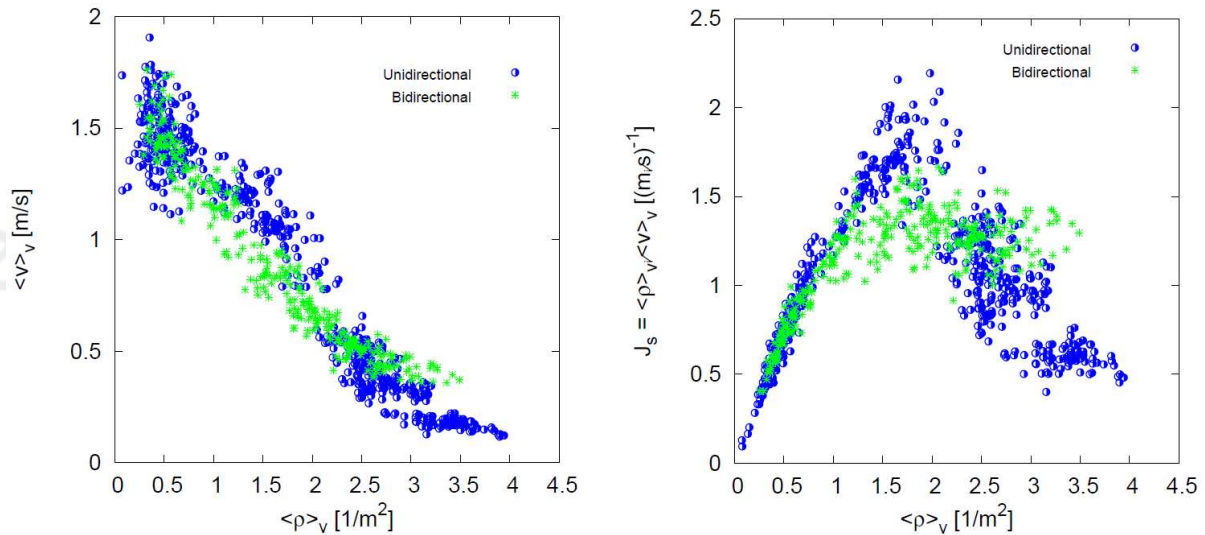 2
1.5
1
0.5
0
<v>v [m/s]
Unidirectional
Bidirectional
0 0.5 1 1.5 2 2.5 3 3.5 4 4.5
<ρ>v [1/m²]
2.5
2
1.5
1
0.5
0
Js = <ρ>v·<v>v [(m·s)⁻¹]
Unidirectional
Bidirectional
0 0.5 1 1.5 2 2.5 3 3.5 4 4.5
<ρ>v [1/m²]